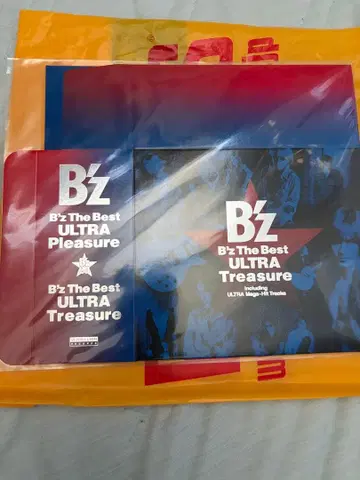 B'z
B'z The Best
ULTRA
Pleasure
B'z The Best
ULTRA
Treasure
B'z
B'z The Best
ULTRA
Treasure
Including
ULTRA Mega-Hit Tracks